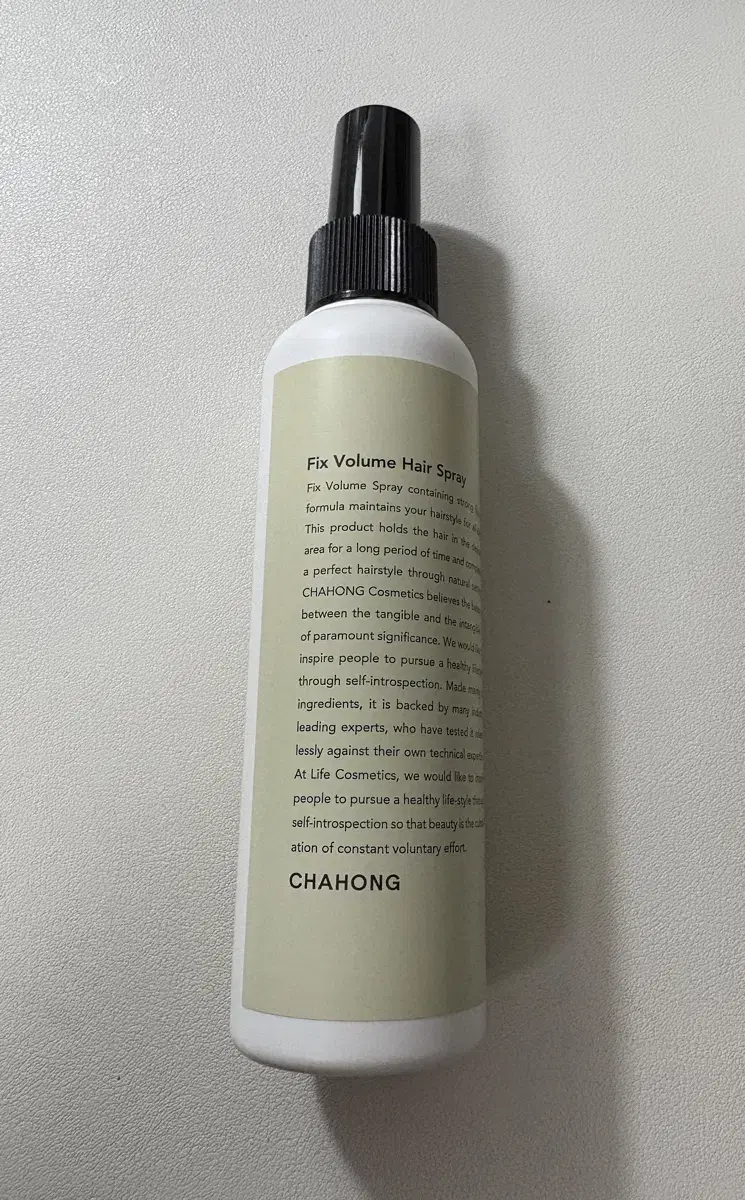 Fix Volume Hair Spray
Fix Volume Spray containing strong
formula maintains your hairstyle for
This product holds the hair in the
area for a long period of time and
a perfect hairstyle through natural
CHAHONG Cosmetics believes the
between the tangible and the
of paramount significance. We would
inspire people to pursue a healthy
through self-introspection. Made
ingredients, it is backed by many
leading experts, who have tested it
lessly against their own technical
At Life Cosmetics, we would like to
people to pursue a healthy life-style
self-introspection so that beauty is the
ation of constant voluntary effort.
CHAHONG